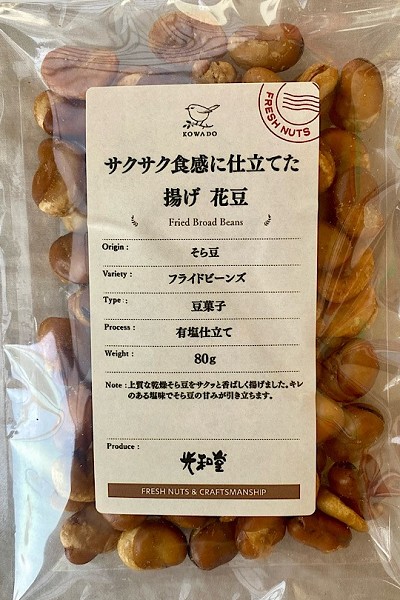 KOWADO
FRESH NUTS
サクサク食感に仕立てた
揚げ 花豆
Fried Broad Beans
Origin : そら豆
Variety : フライドビーンズ
Type : 豆菓子
Process : 有塩仕立て
Weight : 80g
Note : 上質な乾燥そら豆をサクッと香ばしく揚げました。キレ
のある塩味でそら豆の甘みが引き立ちます。
Produce : 光和堂
FRESH NUTS & CRAFTSMANSHIP